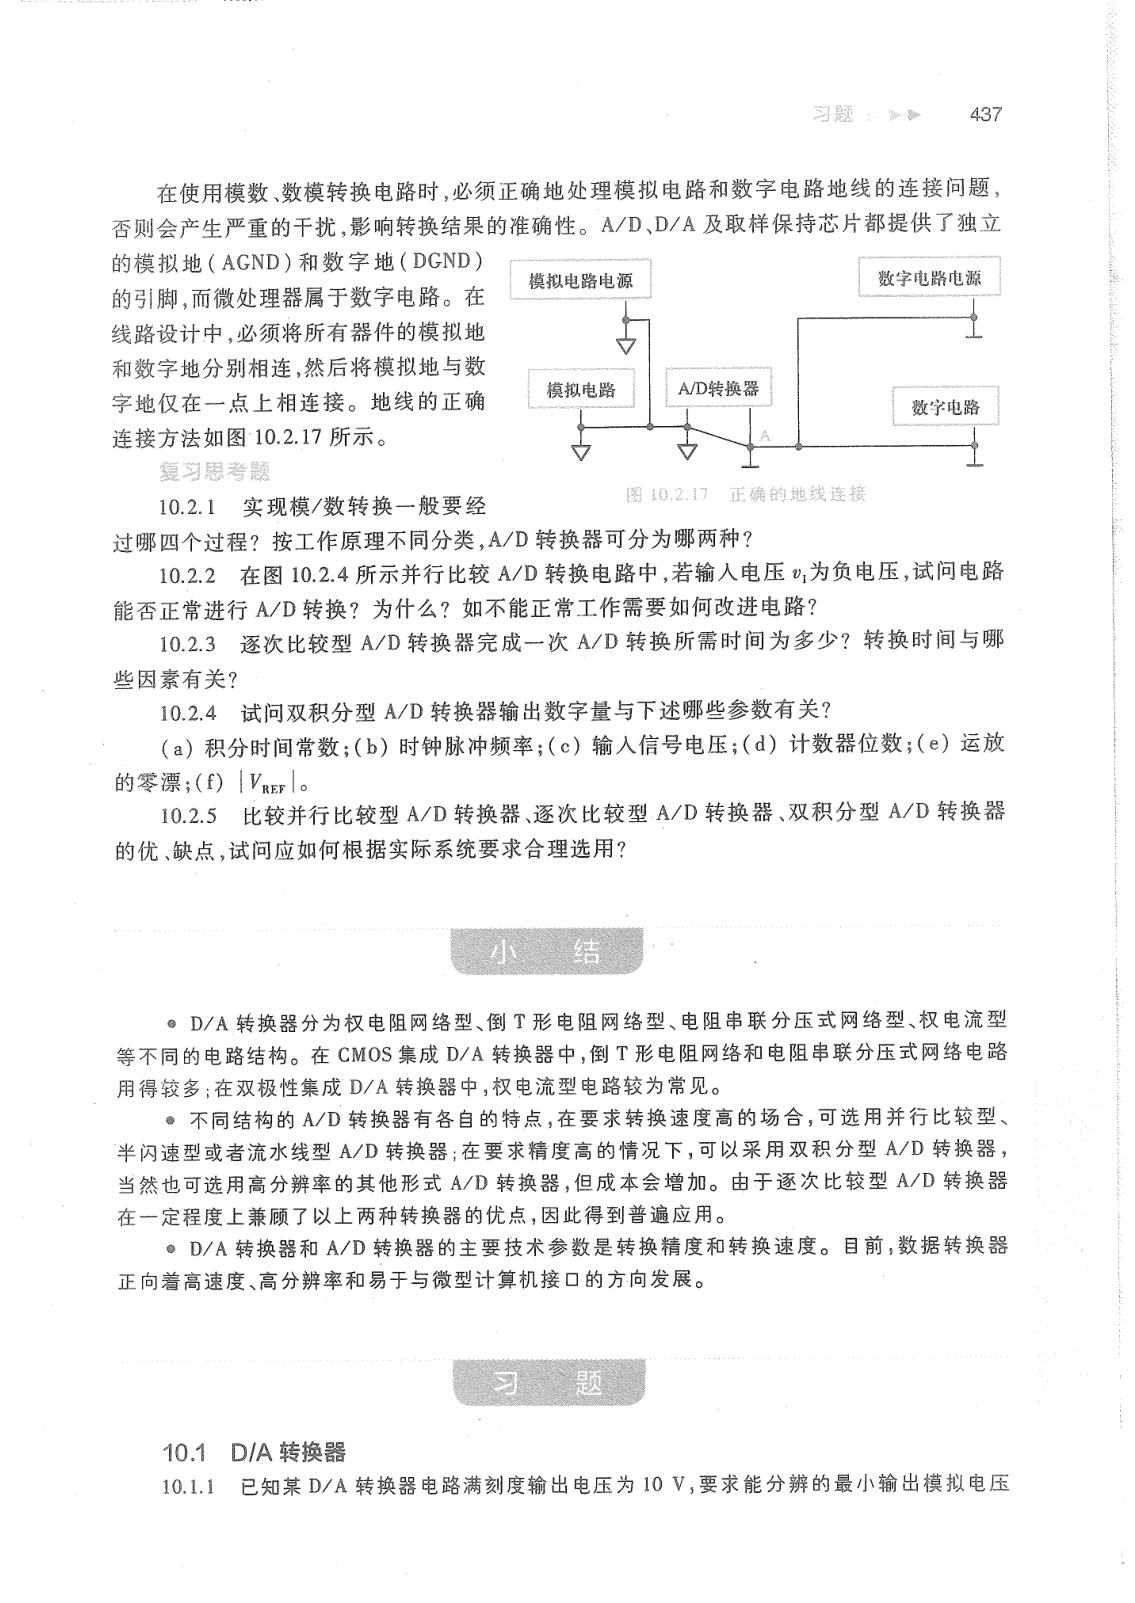 习题 437
在使用模数、数模转换电路时,必须正确地处理模拟电路和数字电路地线的连接问题,
否则会产生严重的干扰,影响转换结果的准确性。A/D、D/A 及取样保持芯片都提供了独立
的模拟地(AGND)和数字地(DGND)
的引脚,而微处理器属于数字电路。在
线路设计中,必须将所有器件的模拟地
和数字地分别相连,然后将模拟地与数
字地仅在一点上相连接。地线的正确
连接方法如图 10.2.17 所示。
模拟电路电源
数字电路电源
模拟电路
A/D转换器
数字电路
A
图 10.2.17 正确的地线连接
复习思考题
10.2.1 实现模/数转换一般要经
过哪四个过程? 按工作原理不同分类,A/D 转换器可分为哪两种?
10.2.2 在图 10.2.4 所示并行比较 A/D 转换电路中,若输入电压 v_I为负电压,试问电路
能否正常进行 A/D 转换? 为什么? 如不能正常工作需要如何改进电路?
10.2.3 逐次比较型 A/D 转换器完成一次 A/D 转换所需时间为多少? 转换时间与哪
些因素有关?
10.2.4 试问双积分型 A/D 转换器输出数字量与下述哪些参数有关?
(a) 积分时间常数;(b) 时钟脉冲频率;(c) 输入信号电压;(d) 计数器位数;(e) 运放
的零漂;(f) |V_REF|。
10.2.5 比较并行比较型 A/D 转换器、逐次比较型 A/D 转换器、双积分型 A/D 转换器
的优、缺点,试问应如何根据实际系统要求合理选用?
小 结
● D/A 转换器分为权电阻网络型、倒 T 形电阻网络型、电阻串联分压式网络型、权电流型
等不同的电路结构。在 CMOS 集成 D/A 转换器中,倒 T 形电阻网络和电阻串联分压式网络电路
用得较多;在双极性集成 D/A 转换器中,权电流型电路较为常见。
● 不同结构的 A/D 转换器有各自的特点,在要求转换速度高的场合,可选用并行比较型、
半闪速型或者流水线型 A/D 转换器;在要求精度高的情况下,可以采用双积分型 A/D 转换器,
当然也可选用高分辨率的其他形式 A/D 转换器,但成本会增加。由于逐次比较型 A/D 转换器
在一定程度上兼顾了以上两种转换器的优点,因此得到普遍应用。
● D/A 转换器和 A/D 转换器的主要技术参数是转换精度和转换速度。目前,数据转换器
正向着高速度、高分辨率和易于与微型计算机接口的方向发展。
习 题
10.1 D/A 转换器
10.1.1 已知某 D/A 转换器电路满刻度输出电压为 10 V,要求能分辨的最小输出模拟电压